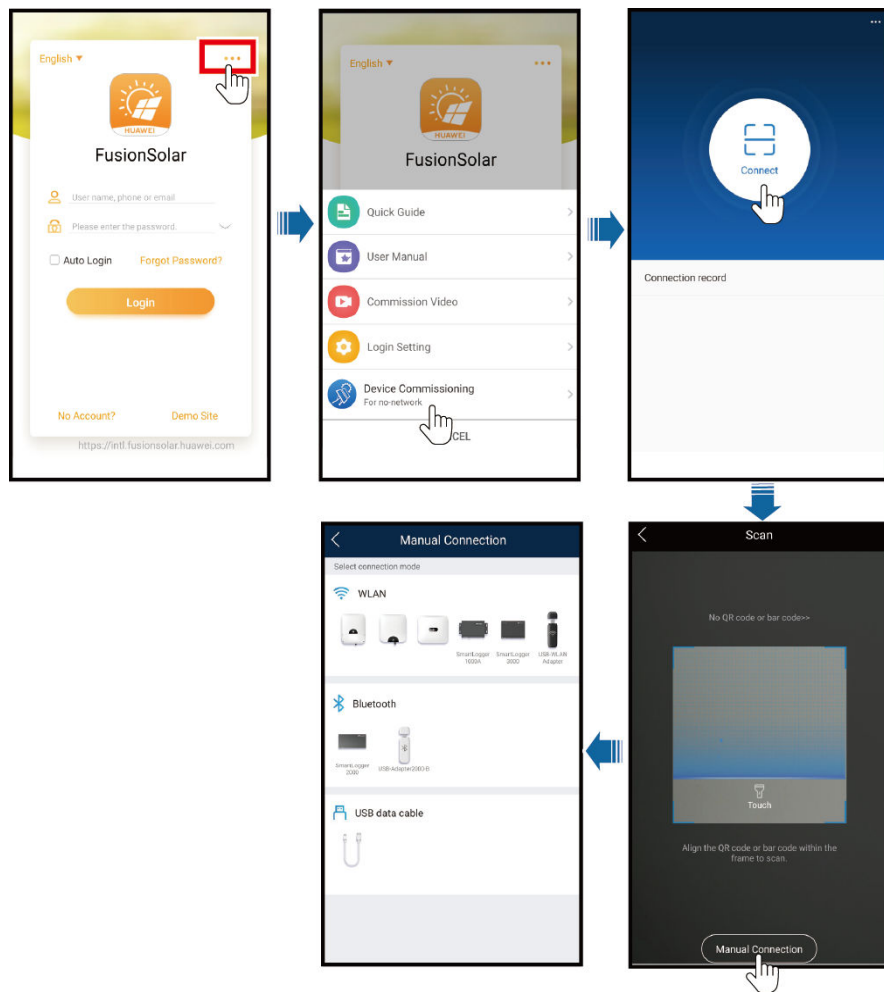 English ▼
•••
HUAWEI
FusionSolar
User name, phone or email
Please enter the password.
Auto Login Forgot Password?
Login
No Account? Demo Site
https://intl.fusionsolar.huawei.com
English ▼
•••
HUAWEI
FusionSolar
Quick Guide
User Manual
Commission Video
Login Setting
Device Commissioning
For no-network
CEL
•••
Connect
Connection record
Scan
No QR code or bar code>>
Touch
Align the QR code or bar code within the
frame to scan.
Manual Connection
Manual Connection
Select connection mode
WLAN
SmartLogger SmartLogger USB-WLAN
1000A 3000 Adapter
Bluetooth
SmartLogger USB-Adapter2000-B
3000
USB data cable